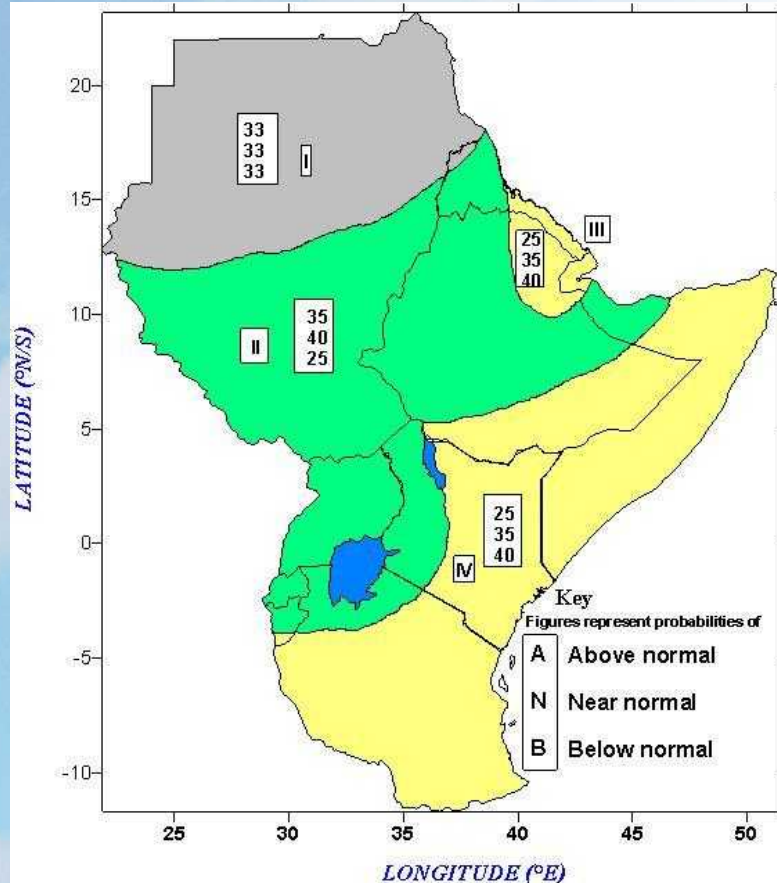 20
15
10
5
0
-5
-10
LATITUDE (°N/S)
33
33
33
I
25
35
40
III
II
35
40
25
25
35
40
IV
Key
Figures represent probabilities of
A Above normal
N Near normal
B Below normal
25 30 35 40 45 50
LONGITUDE (°E)